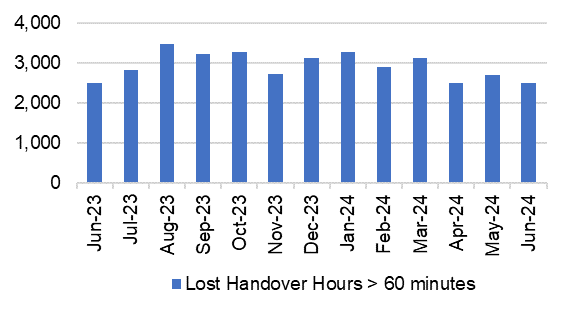 4,000
3,000
2,000
1,000
0
Jun-23
Jul-23
Aug-23
Sep-23
Oct-23
Nov-23
Dec-23
Jan-24
Feb-24
Mar-24
Apr-24
May-24
Jun-24
Lost Handover Hours > 60 minutes